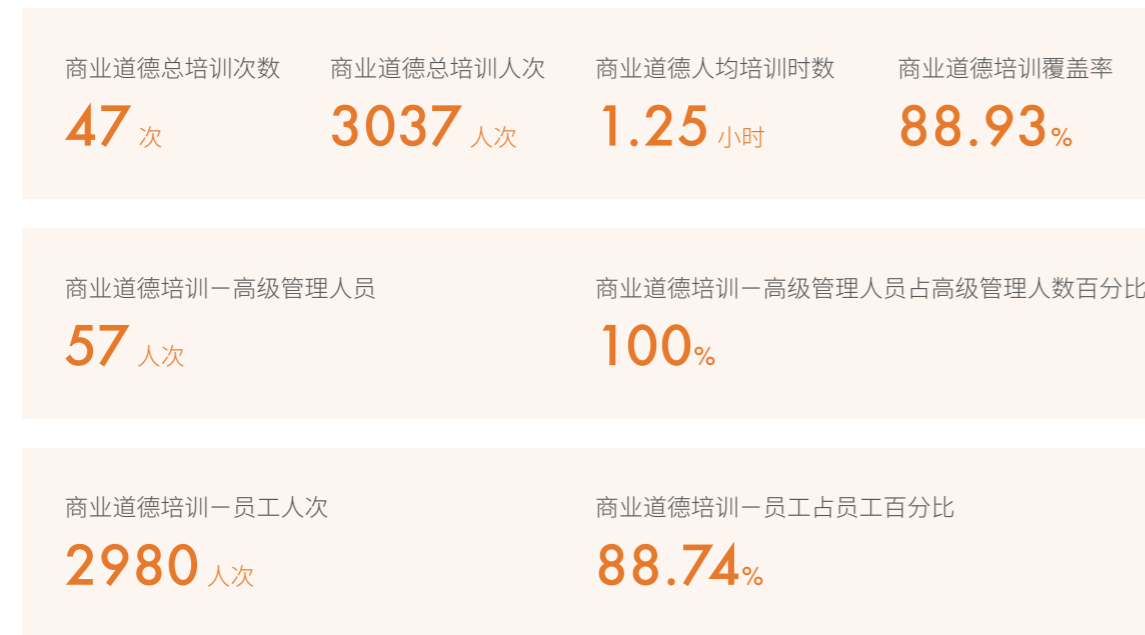 商业道德总培训次数 商业道德总培训人次 商业道德人均培训时数 商业道德培训覆盖率
47 次 3037 人次 1.25 小时 88.93%
商业道德培训—高级管理人员 商业道德培训—高级管理人员占高级管理人数百分比
57 人次 100%
商业道德培训—员工人次 商业道德培训—员工占员工百分比
2980 人次 88.74%